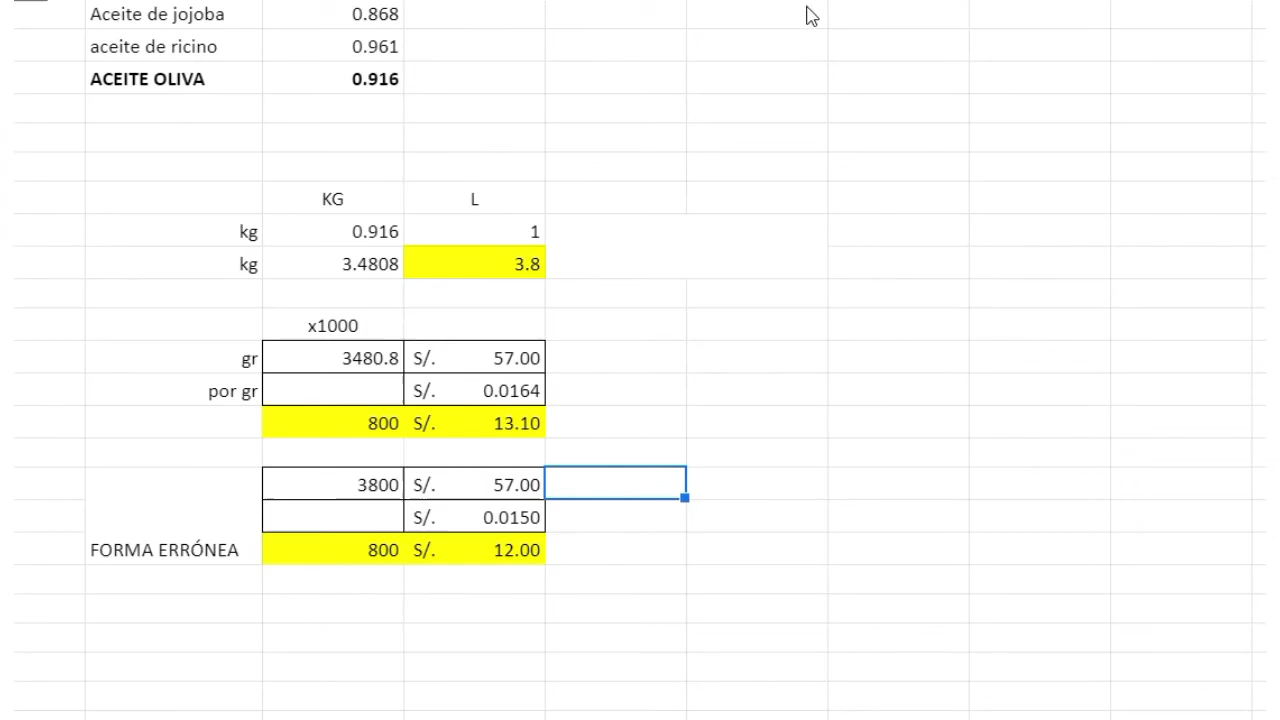 Aceite de jojoba 0.868
aceite de ricino 0.961
ACEITE OLIVA 0.916
KG L
kg 0.916 1
kg 3.4808 3.8
x1000
gr 3480.8 S/. 57.00
por gr S/. 0.0164
800 S/. 13.10
3800 S/. 57.00
S/. 0.0150
FORMA ERRÓNEA 800 S/. 12.00